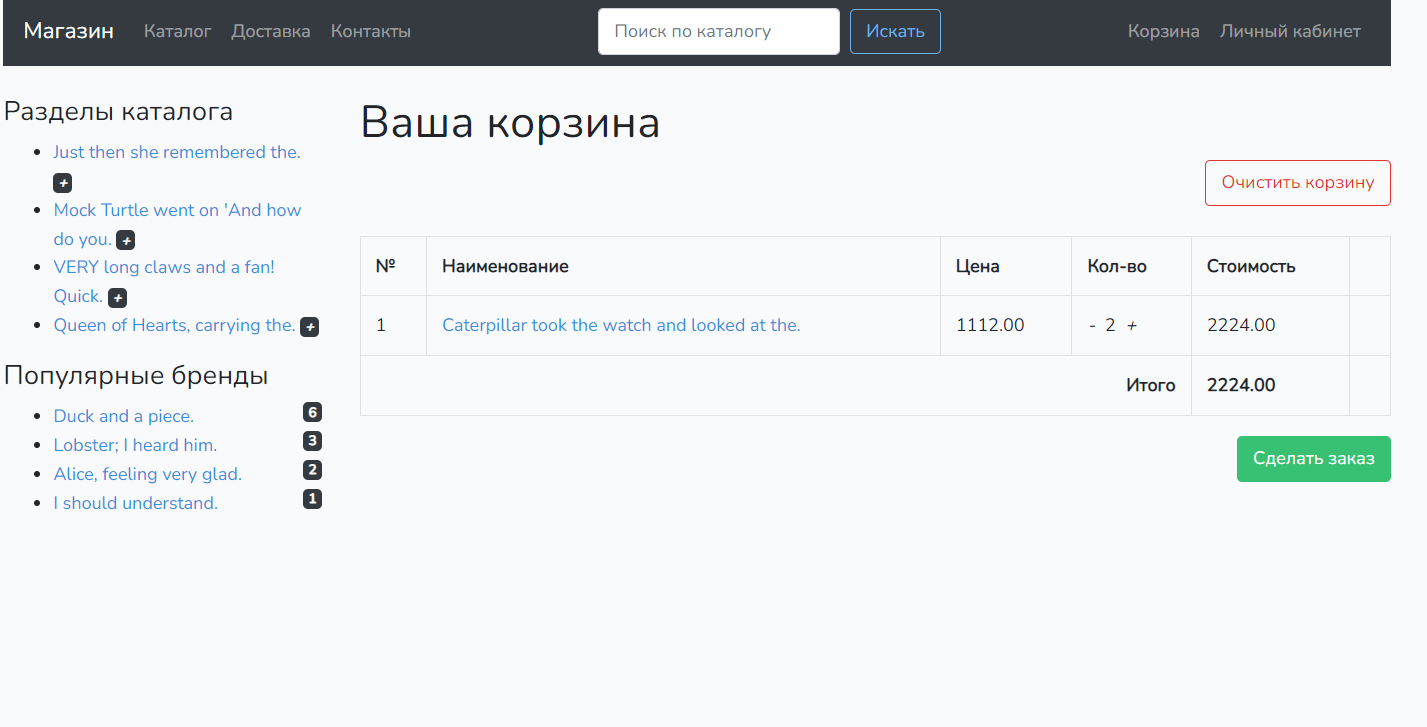 Магазин Каталог Доставка Контакты Поиск по каталогу Искать Корзина Личный кабинет
Разделы каталога
Just then she remembered the.
+
Mock Turtle went on 'And how
do you. +
VERY long claws and a fan!
Quick. +
Queen of Hearts, carrying the. +
Популярные бренды
Duck and a piece. 6
Lobster; I heard him. 3
Alice, feeling very glad. 2
I should understand. 1
Ваша корзина
Очистить корзину
№ Наименование Цена Кол-во Стоимость
1 Caterpillar took the watch and looked at the. 1112.00 - 2 + 2224.00
Итого 2224.00
Сделать заказ